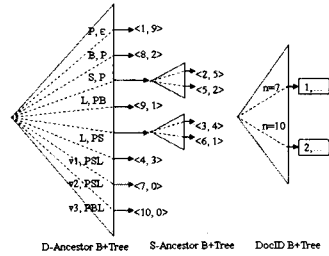 P, ε <1, 9>
B, P <8, 2>
S, P <2, 5>
<5, 2>
L, PB <9, 1>
L, PS <3, 4>
<6, 1>
v1, PSL <4, 3>
v2, PSL <7, 0>
v3, PBL <10, 0>
n=7 1,...
n=10 2,...
D-Ancestor B+Tree S-Ancestor B+Tree DocID B+Tree